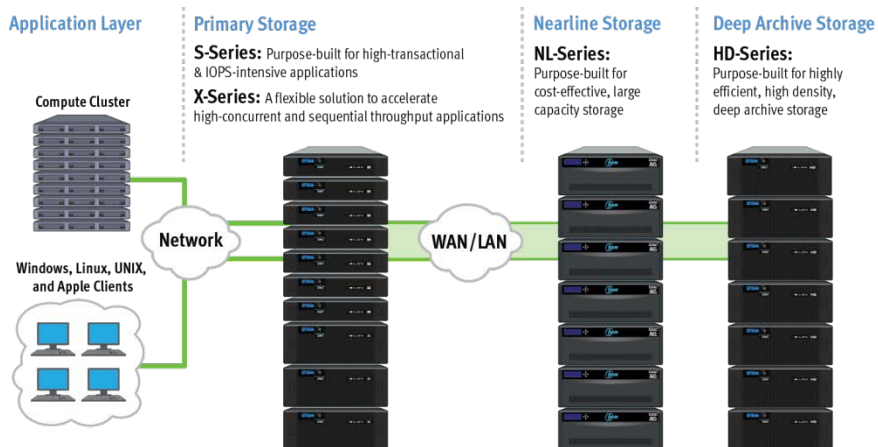 Application Layer
Primary Storage
S-Series: Purpose-built for high-transactional
& IOPS-intensive applications
X-Series: A flexible solution to accelerate
high-concurrent and sequential throughput applications
Nearline Storage
NL-Series:
Purpose-built for
cost-effective, large
capacity storage
Deep Archive Storage
HD-Series:
Purpose-built for highly
efficient, high density,
deep archive storage
Compute Cluster
Network
WAN/LAN
Windows, Linux, UNIX,
and Apple Clients